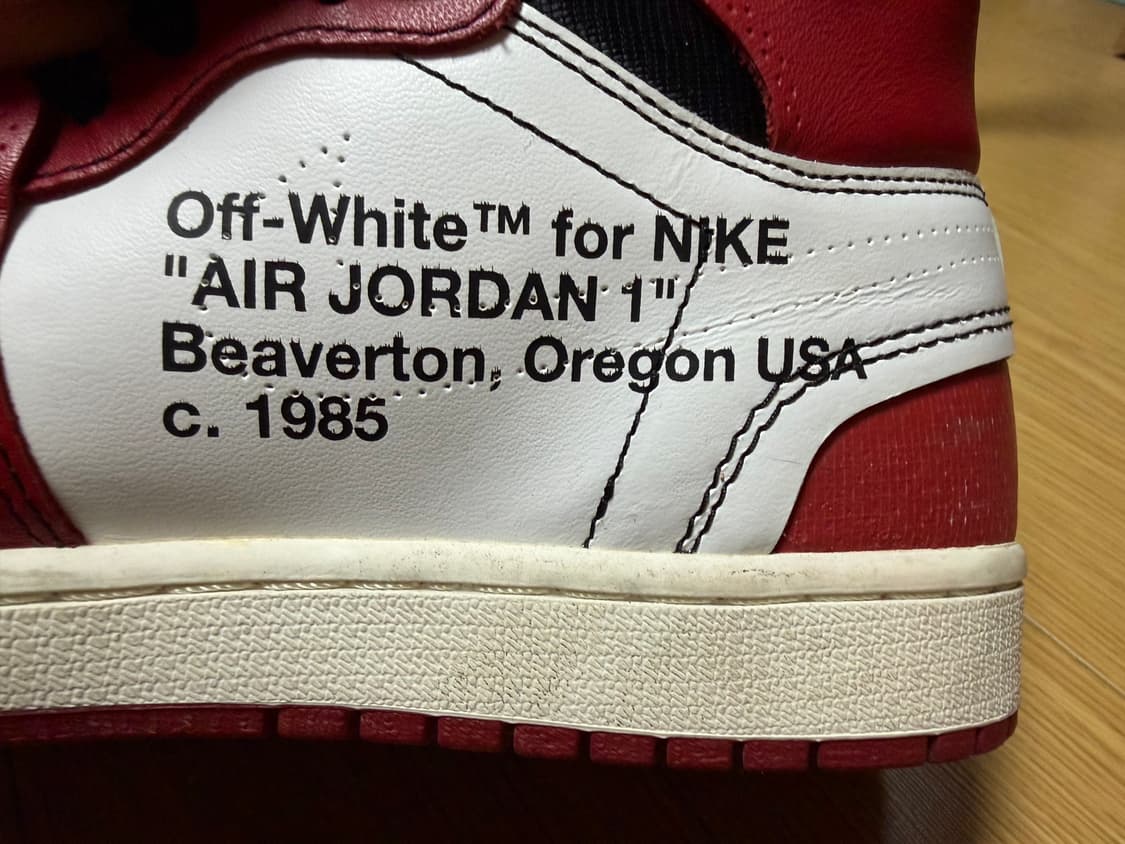 Off-White™ for NIKE
"AIR JORDAN 1"
Beaverton, Oregon USA
c. 1985